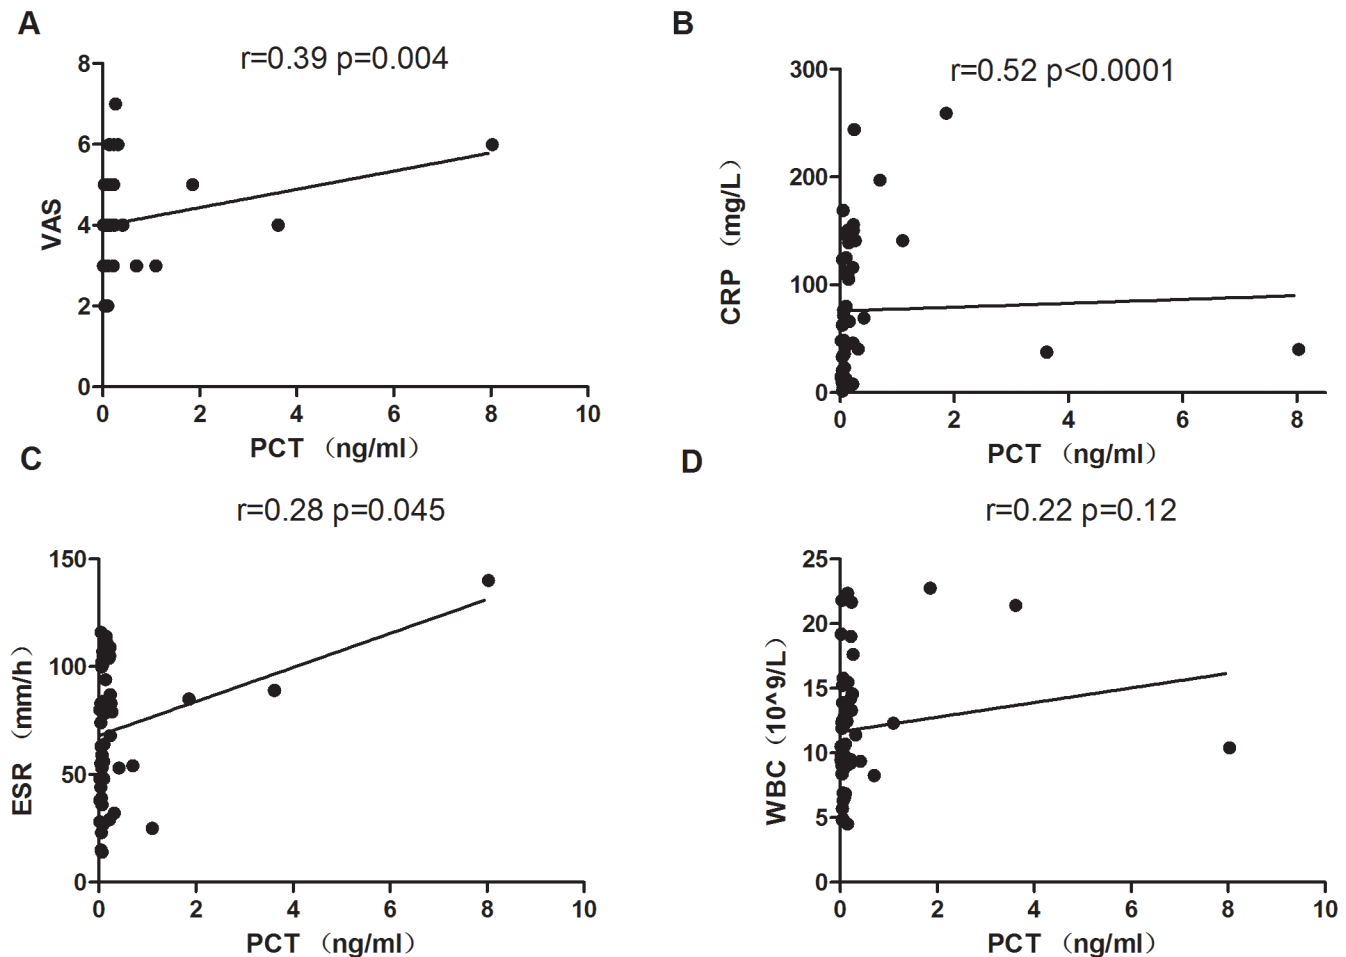 A
r=0.39 p=0.004
8
6
4
2
0
VAS
0 2 4 6 8 10
PCT （ng/ml）
B
r=0.52 p<0.0001
300
200
100
0
CRP （mg/L）
0 2 4 6 8
PCT （ng/ml）
C
r=0.28 p=0.045
150
100
50
0
ESR （mm/h）
0 2 4 6 8 10
PCT （ng/ml）
D
r=0.22 p=0.12
25
20
15
10
5
0
WBC （10^9/L）
0 2 4 6 8 10
PCT （ng/ml）